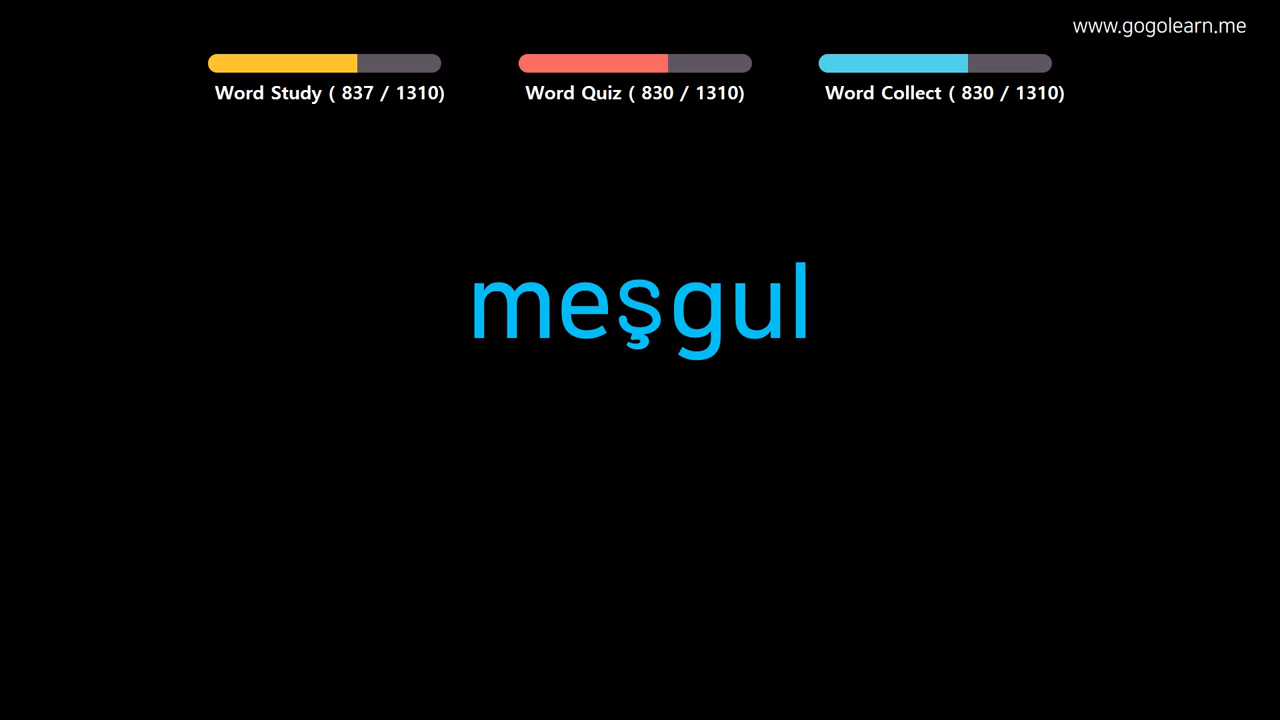 www.gogolearn.me
Word Study ( 837 / 1310)
Word Quiz ( 830 / 1310)
Word Collect ( 830 / 1310)
meşgul